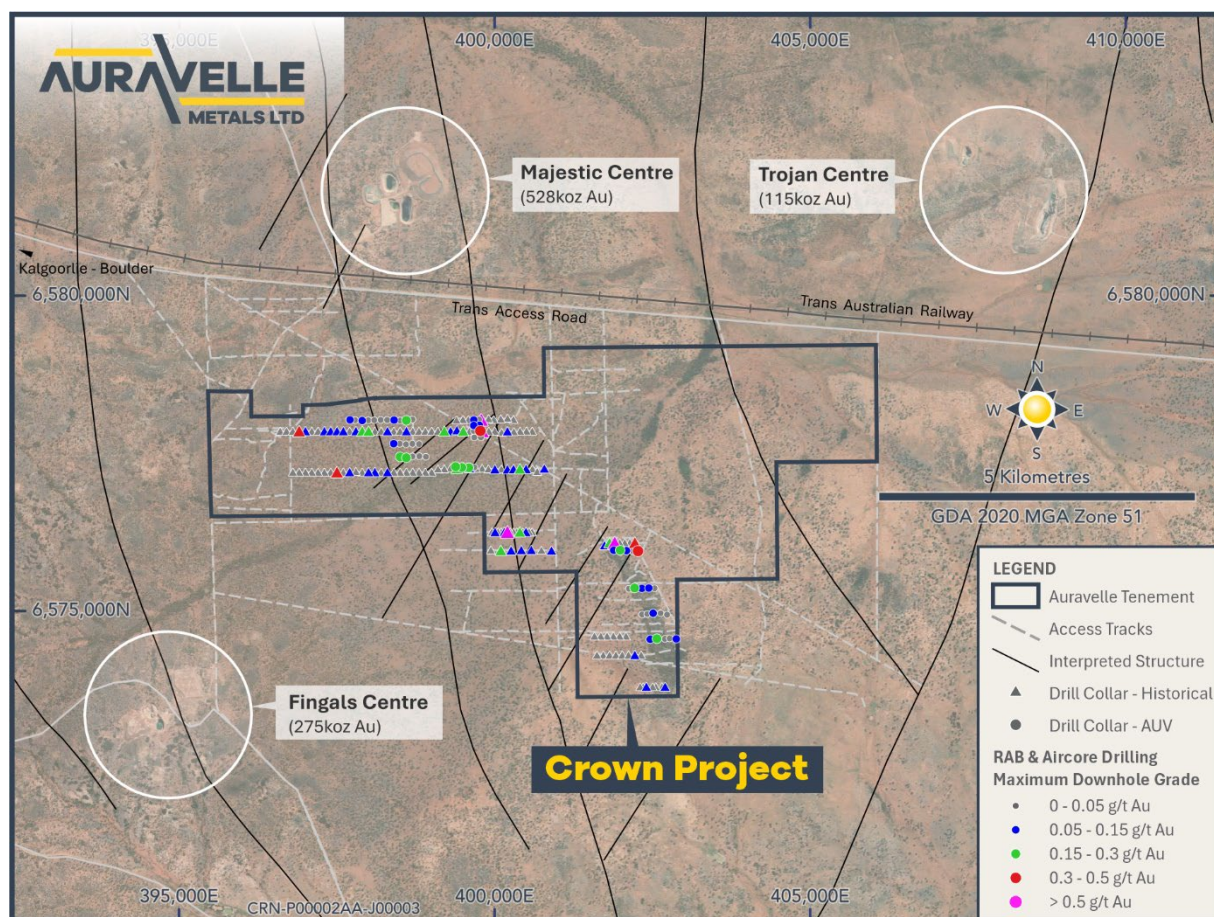 395,000E
400,000E
405,000E
410,000E
AURAVELLE
METALS LTD
Majestic Centre
(528koz Au)
Trojan Centre
(115koz Au)
Kalgoorlie - Boulder
6,580,000N
6,580,000N
Trans Access Road
Trans Australian Railway
N
W
E
S
5 Kilometres
GDA 2020 MGA Zone 51
6,575,000N
Fingals Centre
(275koz Au)
Crown Project
LEGEND
Auravelle Tenement
Access Tracks
Interpreted Structure
Drill Collar - Historical
Drill Collar - AUV
RAB & Aircore Drilling
Maximum Downhole Grade
0 - 0.05 g/t Au
0.05 - 0.15 g/t Au
0.15 - 0.3 g/t Au
0.3 - 0.5 g/t Au
> 0.5 g/t Au
395,000E
CRN-P00002AA-J00003
400,000E
405,000E